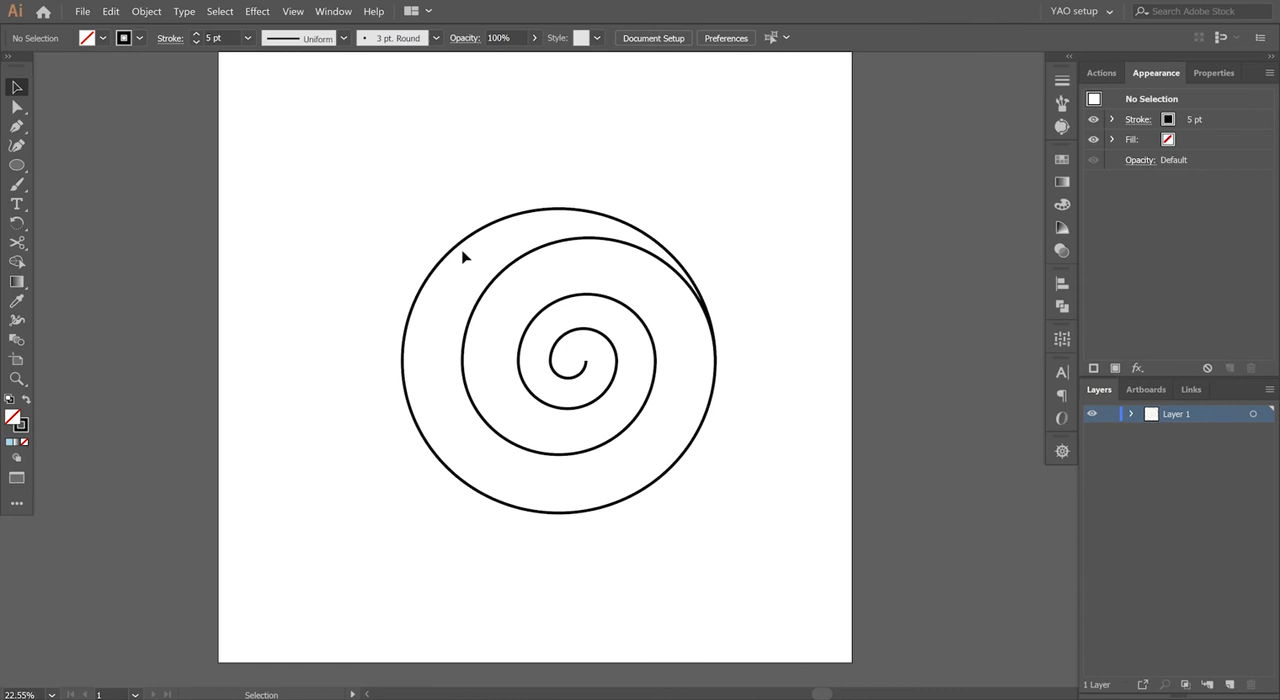 Ai File Edit Object Type Select Effect View Window Help YAO setup Search Adobe Stock
No Selection Stroke: 5 pt Uniform 3 pt. Round Opacity: 100% Style: Document Setup Preferences
Actions Appearance Properties
No Selection
Stroke: 5 pt
Fill:
Opacity: Default
Layers Artboards Links
Layer 1
1 Layer
22.55% 1 Selection